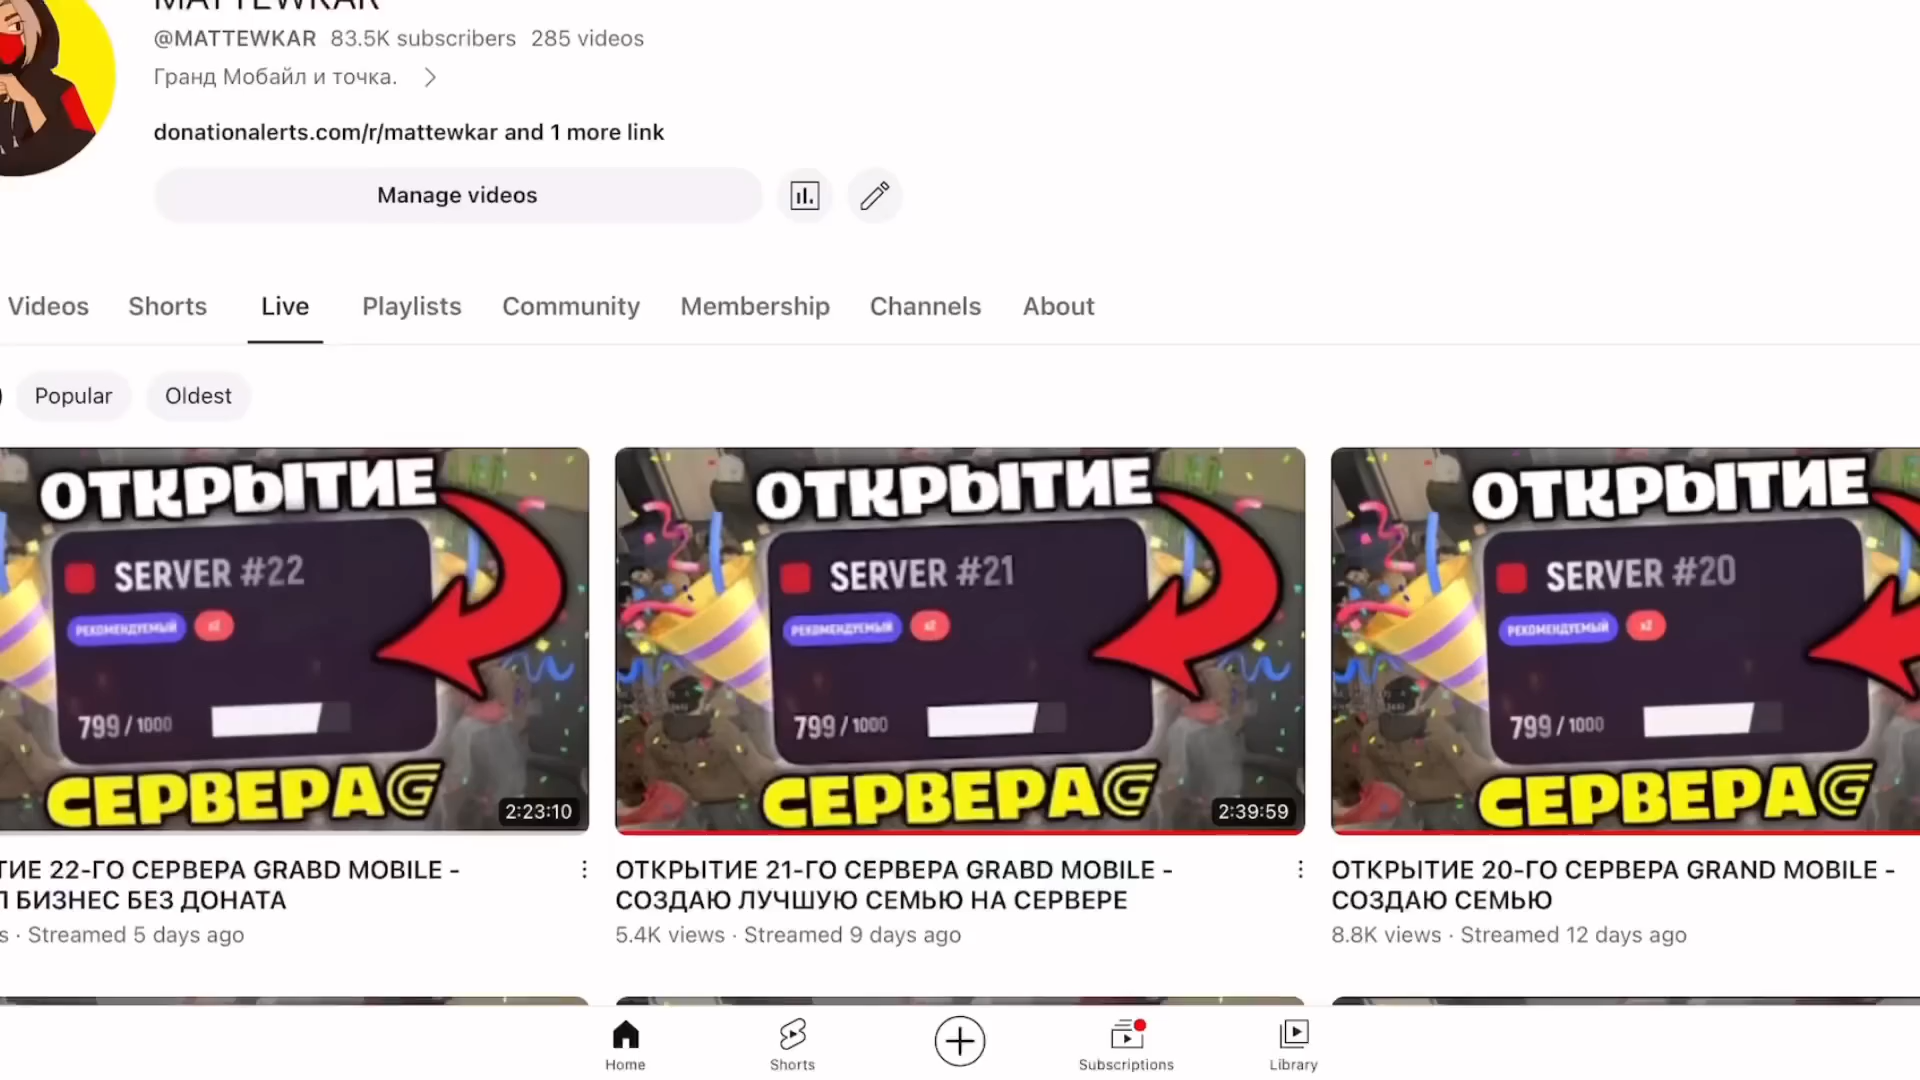 MATTEWKAR
@MATTEWKAR 83.5K subscribers 285 videos
Гранд Мобайл и точка.
donationalerts.com/r/mattewkar and 1 more link
Manage videos
Videos Shorts Live Playlists Community Membership Channels About
Popular Oldest
ОТКРЫТИЕ
SERVER #22
РЕКОМЕНДУЕМЫЙ x2
799 / 1000
СЕРВЕРА
2:23:10
ОТКРЫТИЕ
SERVER #21
РЕКОМЕНДУЕМЫЙ x2
799 / 1000
СЕРВЕРА
2:39:59
ОТКРЫТИЕ
SERVER #20
РЕКОМЕНДУЕМЫЙ x2
799 / 1000
СЕРВЕРА
ТИЕ 22-ГО СЕРВЕРА GRABD MOBILE -
Л БИЗНЕС БЕЗ ДОНАТА
s · Streamed 5 days ago
ОТКРЫТИЕ 21-ГО СЕРВЕРА GRABD MOBILE -
СОЗДАЮ ЛУЧШУЮ СЕМЬЮ НА СЕРВЕРЕ
5.4K views · Streamed 9 days ago
ОТКРЫТИЕ 20-ГО СЕРВЕРА GRAND MOBILE -
СОЗДАЮ СЕМЬЮ
8.8K views · Streamed 12 days ago
Home Shorts Subscriptions Library